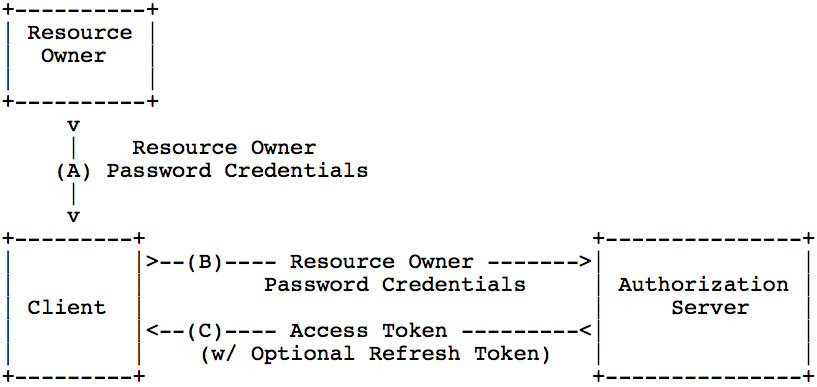 +----------+
| Resource |
|  Owner   |
|          |
+----------+
     v
     |    Resource Owner
    (A) Password Credentials
     |
     v
+---------+                                  +---------------+
|         |>--(B)---- Resource Owner ------->|               |
|         |         Password Credentials     | Authorization |
| Client  |                                  |     Server    |
|         |<--(C)---- Access Token ---------<|               |
|         |    (w/ Optional Refresh Token)   |               |
+---------+                                  +---------------+